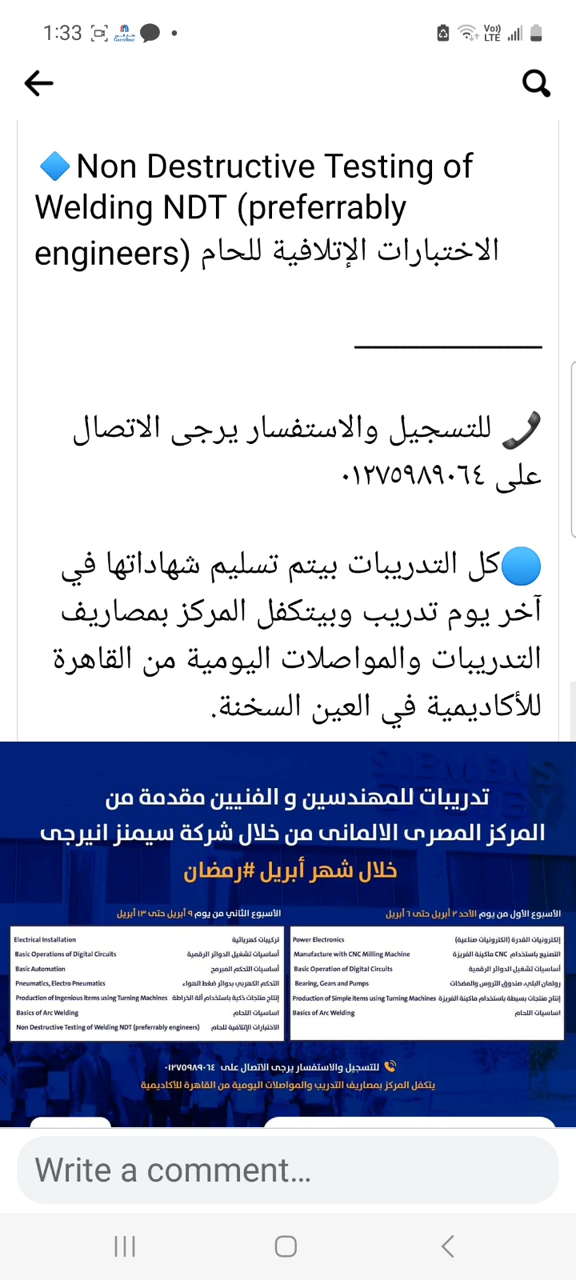 1:33
Vo))
LTE
🔷Non Destructive Testing of
Welding NDT (preferrably
engineers) الاختبارات الإتلافية للحام
_______________
📞 للتسجيل والاستفسار يرجى الاتصال
على ٠١٢٧٥٩٨٩٠٦٤
🔵كل التدريبات بيتم تسليم شهاداتها في
آخر يوم تدريب وبيتكفل المركز بمصاريف
التدريبات والمواصلات اليومية من القاهرة
للأكاديمية في العين السخنة.
تدريبات للمهندسين و الفنيين مقدمة من
المركز المصرى الالمانى من خلال شركة سيمنز انيرجى
خلال شهر أبريل #رمضان
الأسبوع الأول من يوم الأحد ٢ أبريل حتى ٦ أبريل
Power Electronics إلكترونيات القدرة (الكترونيات صناعية)
Manufacture with CNC Milling Machine التصنيع باستخدام CNC ماكينة الفريزة
Basic Operation of Digital Circuits أساسيات تشغيل الدوائر الرقمية
Bearing, Gears and Pumps رولمان البلي، صندوق التروس والمضخات
Production of Simple items using Turning Machines إنتاج منتجات بسيطة باستخدام ماكينة الفريزة
Basics of Arc Welding اساسيات اللحام
الأسبوع الثاني من يوم ٩ أبريل حتى ١٣ أبريل
Electrical Installation تركيبات كهربائية
Basic Operations of Digital Circuits أساسيات تشغيل الدوائر الرقمية
Basic Automation أساسيات التحكم المبرمج
Pneumatics, Electro Pneumatics التحكم الكهربي بدوائر ضغط الهواء
Production of Ingenious items using Turning Machines إنتاج منتجات ذكية باستخدام ألة الخراطة
Basics of Arc Welding اساسيات اللحام
Non Destructive Testing of Welding NDT (preferrably engineers) الاختبارات الإتلافية للحام
للتسجيل والاستفسار يرجى الاتصال على ٠١٢٧٥٩٨٩٠٦٤
يتكفل المركز بمصاريف التدريب والمواصلات اليومية من القاهرة للأكاديمية
Write a comment...